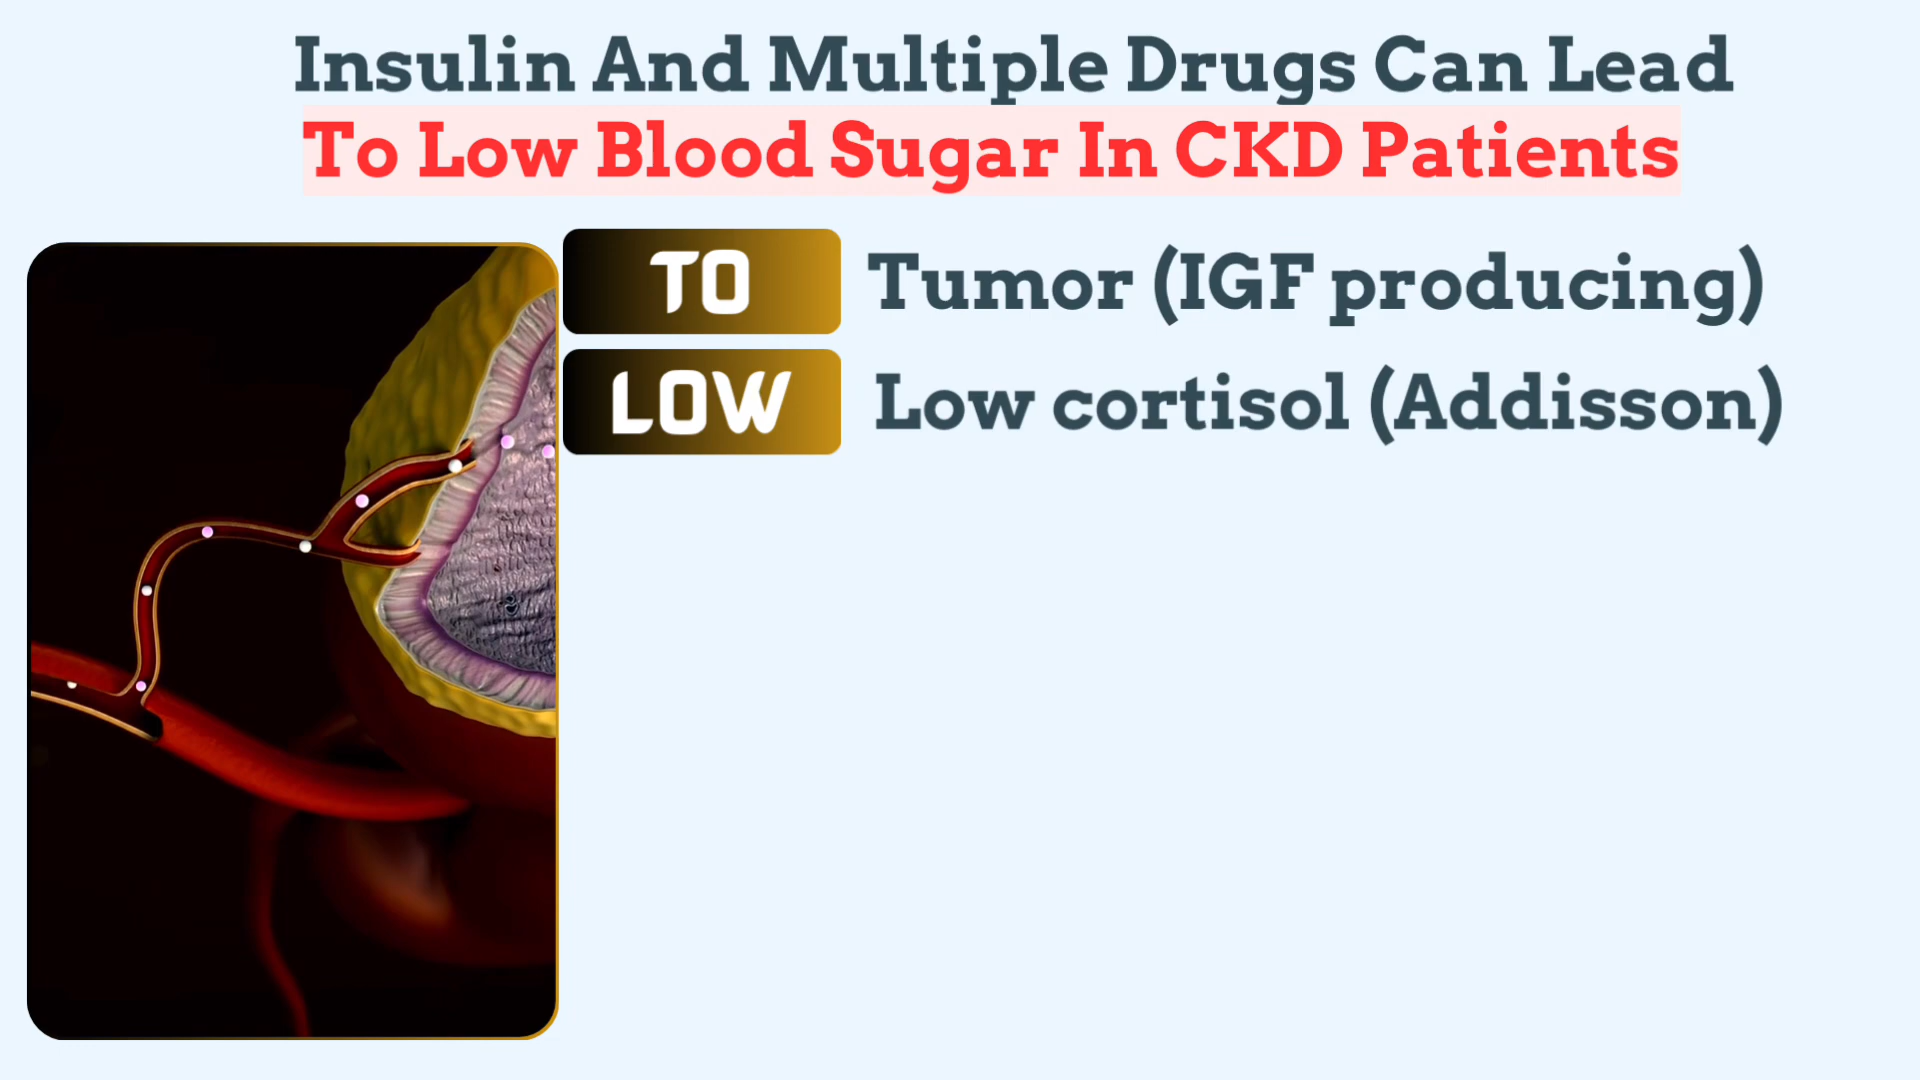 Insulin And Multiple Drugs Can Lead
To Low Blood Sugar In CKD Patients
TO Tumor (IGF producing)
LOW Low cortisol (Addisson)